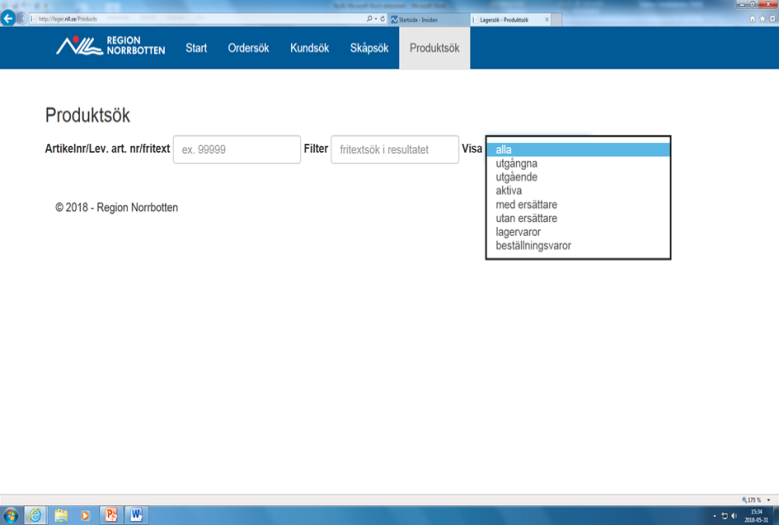 http://lager.nll.se/Products
Startsida - Insidan
Lagersök - Produktsök
REGION
NORRBOTTEN
Start Ordersök Kundsök Skåpsök Produktsök
Produktsök
Artikelnr/Lev. art. nr/fritext ex. 99999 Filter fritextsök i resultatet Visa
alla
utgångna
utgående
aktiva
med ersättare
utan ersättare
lagervaror
beställningsvaror
© 2018 - Region Norrbotten
175 %
15:34
2018-05-31